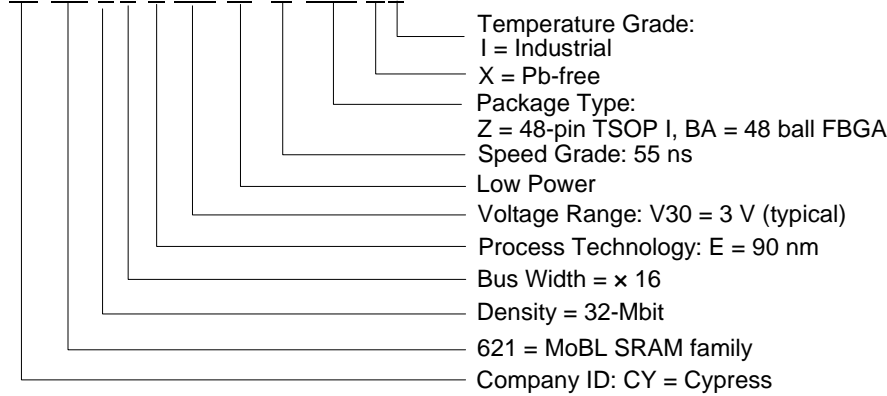 Temperature Grade:
I = Industrial
X = Pb-free
Package Type:
Z = 48-pin TSOP I, BA = 48 ball FBGA
Speed Grade: 55 ns
Low Power
Voltage Range: V30 = 3 V (typical)
Process Technology: E = 90 nm
Bus Width = × 16
Density = 32-Mbit
621 = MoBL SRAM family
Company ID: CY = Cypress